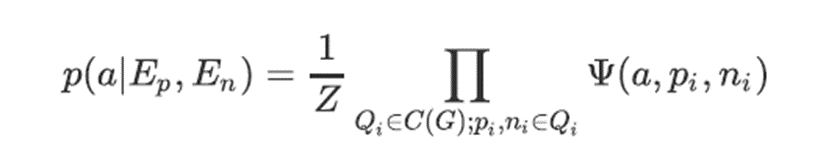 p(a|E_p, E_n) = \frac{1}{Z} \prod_{Q_i \in C(G); p_i, n_i \in Q_i} \Psi(a, p_i, n_i)